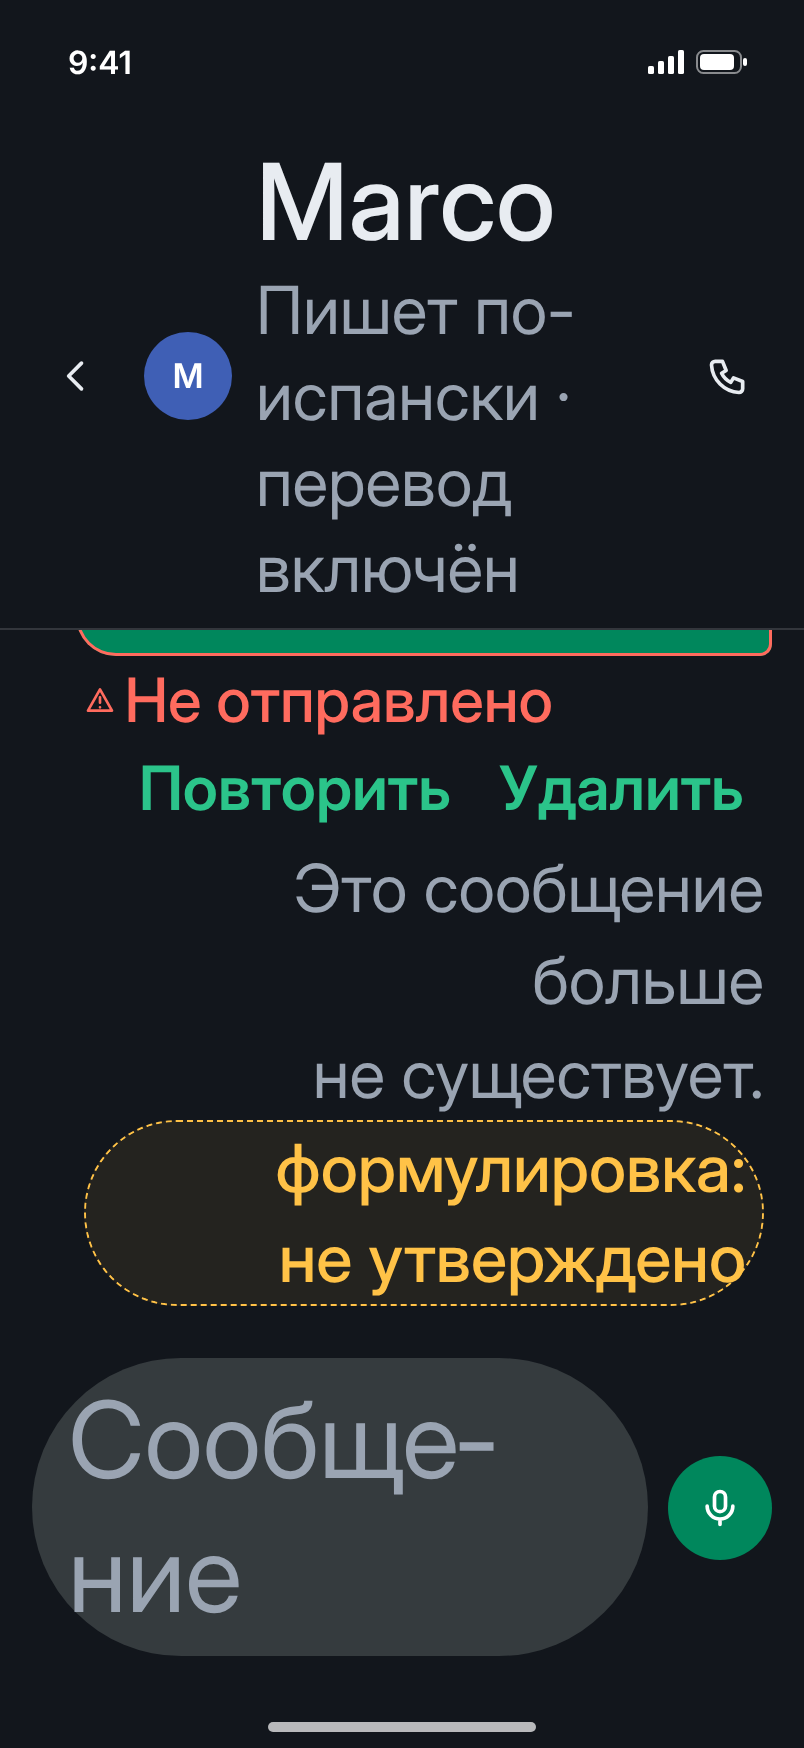 9:41
Marco
Пишет по-
испански ·
перевод
включён
M
Не отправлено
Повторить Удалить
Это сообщение
больше
не существует.
формулировка:
не утверждено
Сообще-
ние